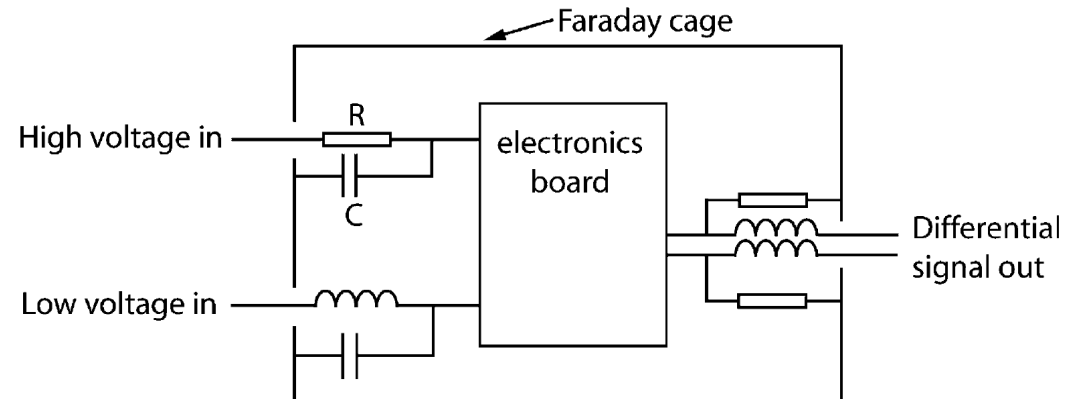 Faraday cage
R
High voltage in
electronics
board
C
Differential
signal out
Low voltage in